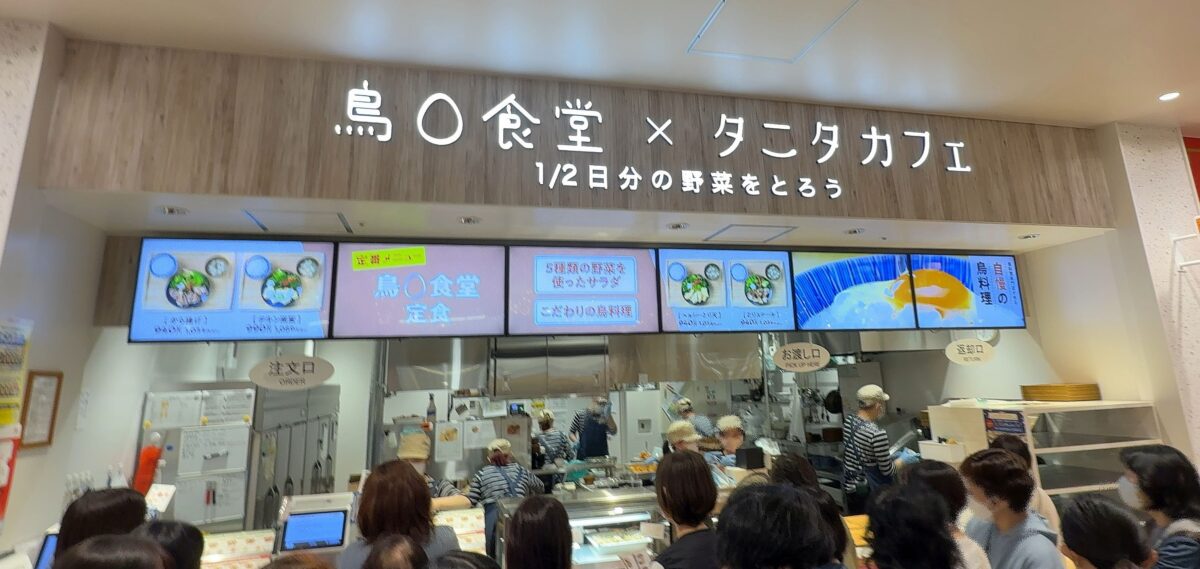 鳥〇食堂 × タニタカフェ
1/2日分の野菜をとろう
定番
鳥〇食堂
定食
5種類の野菜を
使ったサラダ
こだわりの鳥料理
自慢の
鳥料理
注文口
ORDER
お渡し口
PICK UP HERE
返却口
RETURN